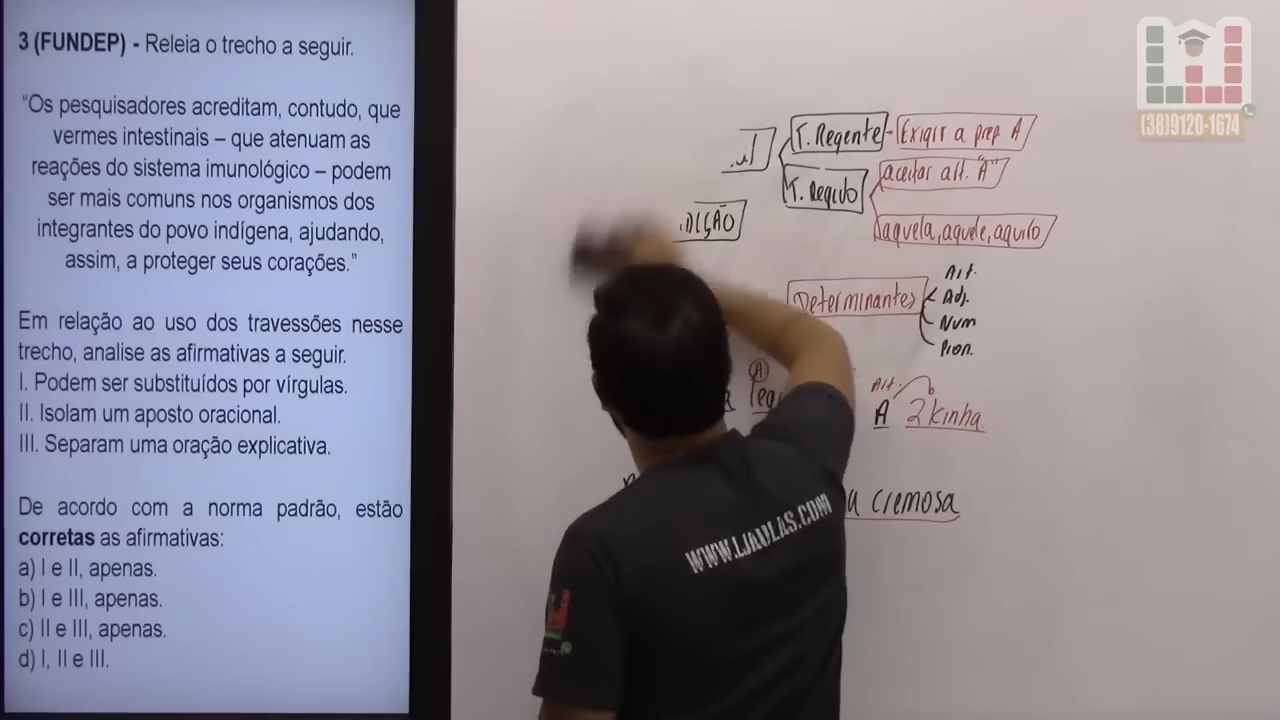 3 (FUNDEP) - Releia o trecho a seguir.
“Os pesquisadores acreditam, contudo, que
vermes intestinais – que atenuam as
reações do sistema imunológico – podem
ser mais comuns nos organismos dos
integrantes do povo indígena, ajudando,
assim, a proteger seus corações.”
Em relação ao uso dos travessões nesse
trecho, analise as afirmativas a seguir.
I. Podem ser substituídos por vírgulas.
II. Isolam um aposto oracional.
III. Separam uma oração explicativa.
De acordo com a norma padrão, estão
corretas as afirmativas:
a) I e II, apenas.
b) I e III, apenas.
c) II e III, apenas.
d) I, II e III.
(38)9120-1674
T. Regente - Exigir a prep A
T. Regido
aceitar art. "A"
aquela, aquele, aquilo
Determinantes
Art.
Adj.
Num
Pron.
A
Art.
A 2kinha
a cremosa
WWW.LJAULAS.COM